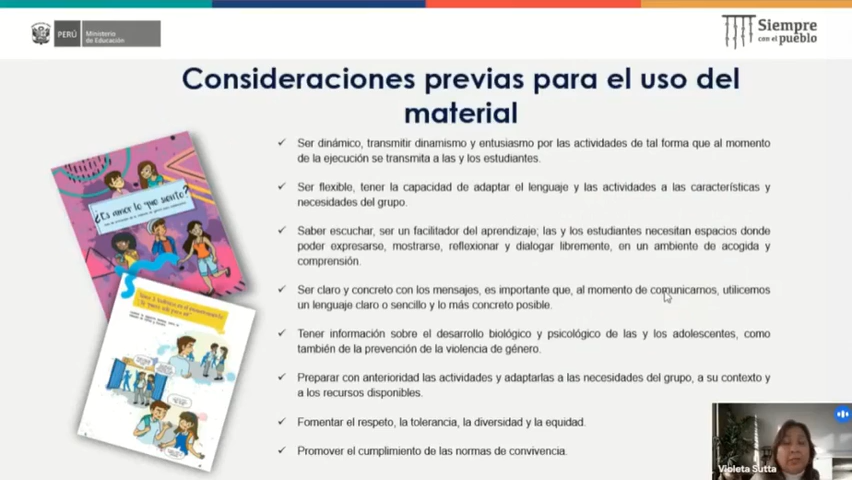 PERÚ
Ministerio
de Educación
Siempre
con el pueblo
Consideraciones previas para el uso del
material
¿Es amor lo que siento?
✓ Ser dinámico, transmitir dinamismo y entusiasmo por las actividades de tal forma que al momento
de la ejecución se transmita a las y los estudiantes.
✓ Ser flexible, tener la capacidad de adaptar el lenguaje y las actividades a las características y
necesidades del grupo.
✓ Saber escuchar, ser un facilitador del aprendizaje; las y los estudiantes necesitan espacios donde
poder expresarse, mostrarse, reflexionar y dialogar libremente, en un ambiente de acogida y
comprensión.
✓ Ser claro y concreto con los mensajes, es importante que, al momento de comunicarnos, utilicemos
un lenguaje claro o sencillo y lo más concreto posible.
✓ Tener información sobre el desarrollo biológico y psicológico de las y los adolescentes, como
también de la prevención de la violencia de género.
✓ Preparar con anterioridad las actividades y adaptarlas a las necesidades del grupo, a su contexto y
a los recursos disponibles.
✓ Fomentar el respeto, la tolerancia, la diversidad y la equidad.
✓ Promover el cumplimiento de las normas de convivencia.
Violeta Sutta